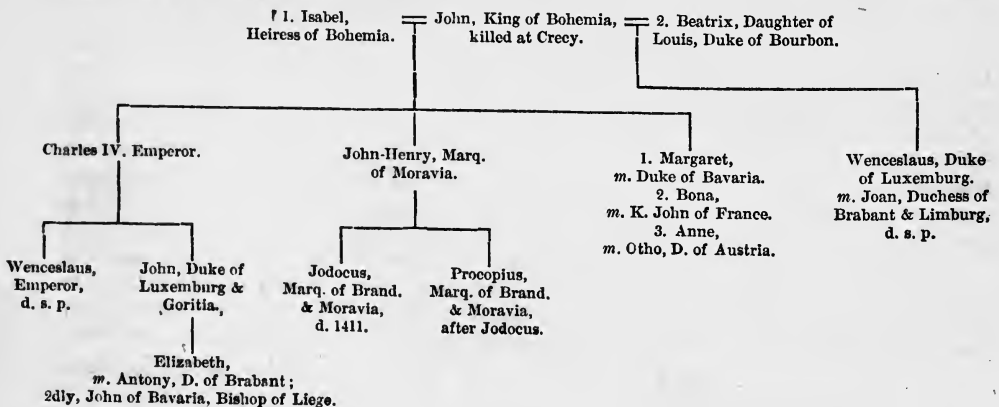 1. Isabel,
Heiress of Bohemia.
John, King of Bohemia,
killed at Crecy.
2. Beatrix, Daughter of
Louis, Duke of Bourbon.
Charles IV. Emperor.
John-Henry, Marq.
of Moravia.
1. Margaret,
m. Duke of Bavaria.
2. Bona,
m. K. John of France.
3. Anne,
m. Otho, D. of Austria.
Wenceslaus, Duke
of Luxemburg.
m. Joan, Duchess of
Brabant & Limburg,
d. s. p.
Wenceslaus,
Emperor,
d. s. p.
John, Duke of
Luxemburg &
Goritia.
Jodocus,
Marq. of Brand.
& Moravia,
d. 1411.
Procopius,
Marq. of Brand.
& Moravia,
after Jodocus.
Elizabeth,
m. Antony, D. of Brabant;
2dly, John of Bavaria, Bishop of Liege.